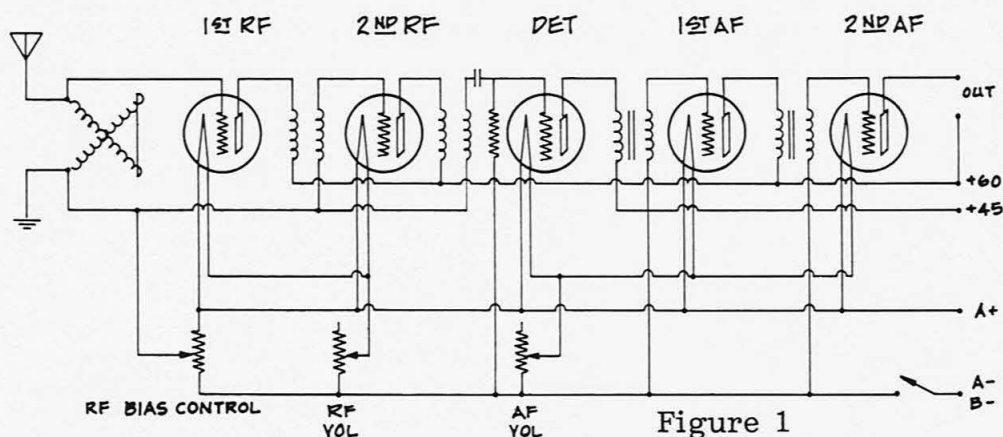 1ST RF
2ND RF
DET
1ST AF
2ND AF
OUT
+60
+45
A+
A-
B-
RF BIAS CONTROL
RF
VOL
AF
VOL
Figure 1